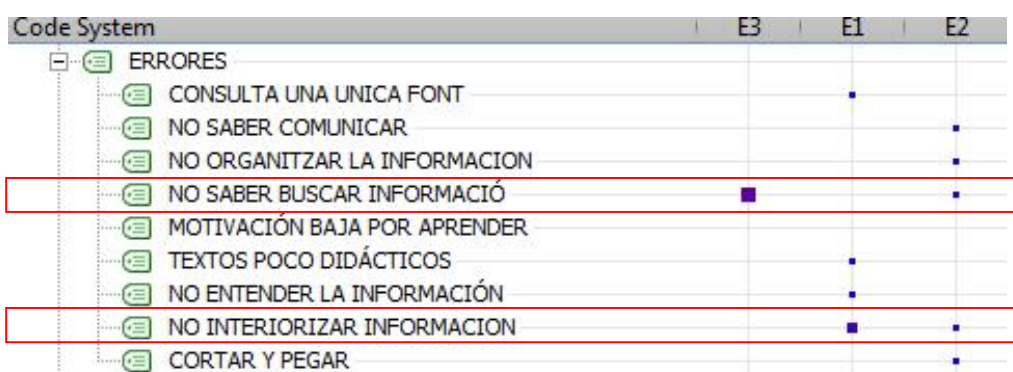 Code System E3 E1 E2
ERRORES
CONSULTA UNA UNICA FONT
NO SABER COMUNICAR
NO ORGANITZAR LA INFORMACION
NO SABER BUSCAR INFORMACIÓ
MOTIVACIÓN BAJA POR APRENDER
TEXTOS POCO DIDÁCTICOS
NO ENTENDER LA INFORMACIÓN
NO INTERIORIZAR INFORMACION
CORTAR Y PEGAR